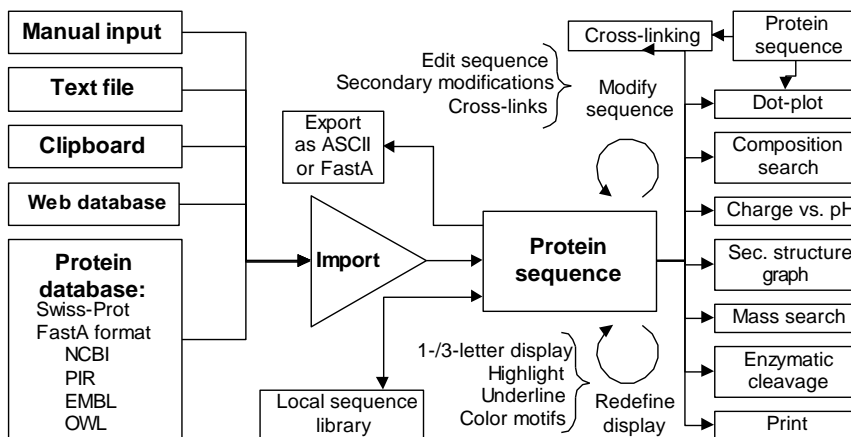 Manual input
Text file
Clipboard
Web database
Protein
database:
Swiss-Prot
FastA format
NCBI
PIR
EMBL
OWL
Export
as ASCII
or FastA
Import
Local sequence
library
Edit sequence
Secondary modifications
Cross-links
Modify
sequence
Protein
sequence
1-/3-letter display
Highlight
Underline
Color motifs
Redefine
display
Cross-linking
Protein
sequence
Dot-plot
Composition
search
Charge vs. pH
Sec. structure
graph
Mass search
Enzymatic
cleavage
Print